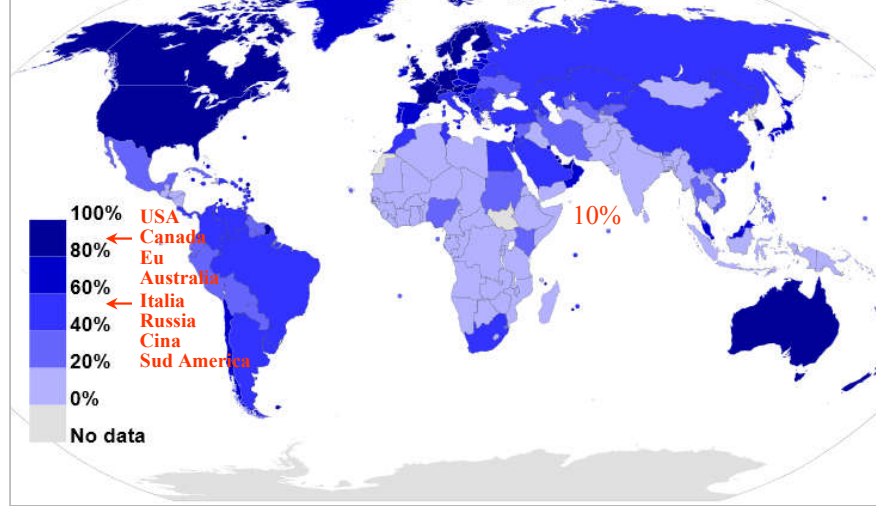 100%
80%
60%
40%
20%
0%
No data
USA
Canada
Eu
Australia
Italia
Russia
Cina
Sud America
10%